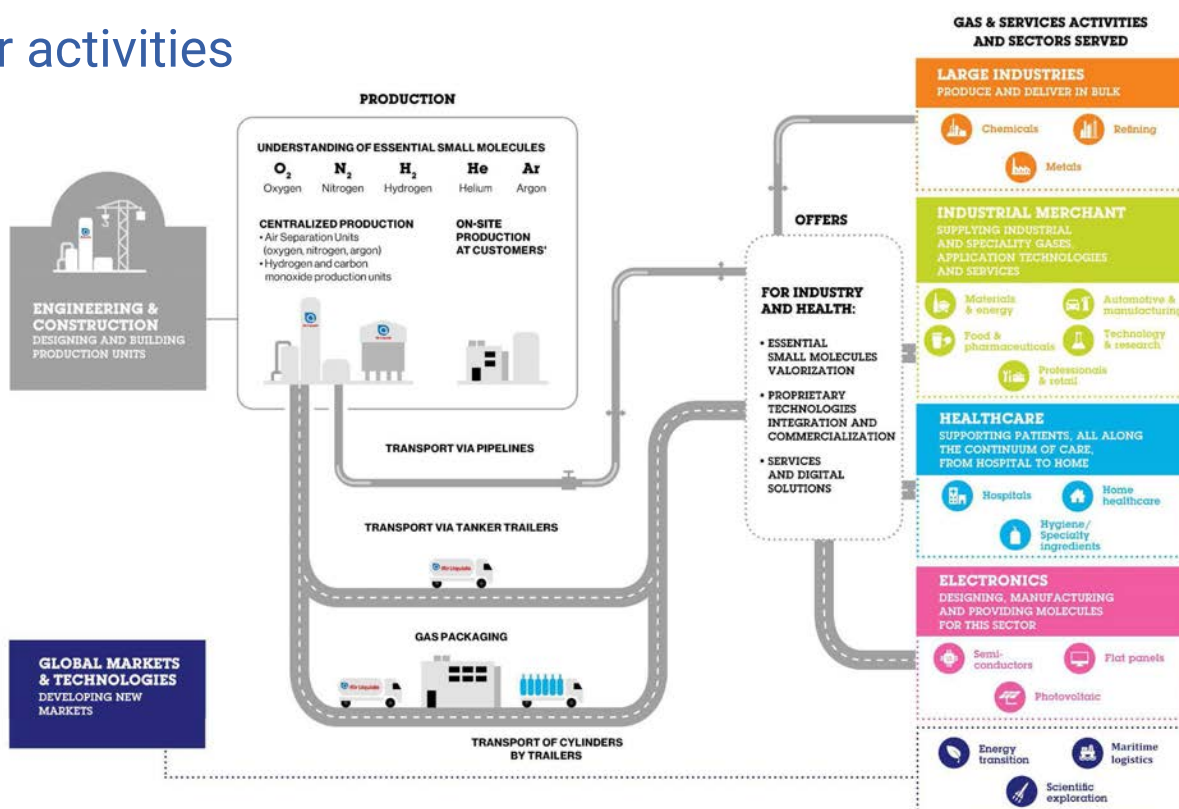 r activities
PRODUCTION
UNDERSTANDING OF ESSENTIAL SMALL MOLECULES
O2 N2 H2 He Ar
Oxygen Nitrogen Hydrogen Helium Argon
CENTRALIZED PRODUCTION
• Air Separation Units
(oxygen, nitrogen, argon)
• Hydrogen and carbon
monoxide production units
ON-SITE
PRODUCTION
AT CUSTOMERS'
ENGINEERING &
CONSTRUCTION
DESIGNING AND BUILDING
PRODUCTION UNITS
TRANSPORT VIA PIPELINES
TRANSPORT VIA TANKER TRAILERS
Air Liquide
GAS PACKAGING
Air Liquide
TRANSPORT OF CYLINDERS
BY TRAILERS
GLOBAL MARKETS
& TECHNOLOGIES
DEVELOPING NEW
MARKETS
OFFERS
FOR INDUSTRY
AND HEALTH:
• ESSENTIAL
SMALL MOLECULES
VALORIZATION
• PROPRIETARY
TECHNOLOGIES
INTEGRATION AND
COMMERCIALIZATION
• SERVICES
AND DIGITAL
SOLUTIONS
GAS & SERVICES ACTIVITIES
AND SECTORS SERVED
LARGE INDUSTRIES
PRODUCE AND DELIVER IN BULK
Chemicals
Refining
Metals
INDUSTRIAL MERCHANT
SUPPLYING INDUSTRIAL
AND SPECIALITY GASES,
APPLICATION TECHNOLOGIES
AND SERVICES
Materials
& energy
Automotive &
manufacturing
Food &
pharmaceuticals
Technology
& research
Professionals
& retail
HEALTHCARE
SUPPORTING PATIENTS, ALL ALONG
THE CONTINUUM OF CARE,
FROM HOSPITAL TO HOME
Hospitals
Home
healthcare
Hygiene/
Specialty
ingredients
ELECTRONICS
DESIGNING, MANUFACTURING
AND PROVIDING MOLECULES
FOR THIS SECTOR
Semi-
conductors
Flat panels
Photovoltaic
Energy
transition
Maritime
logistics
Scientific
exploration